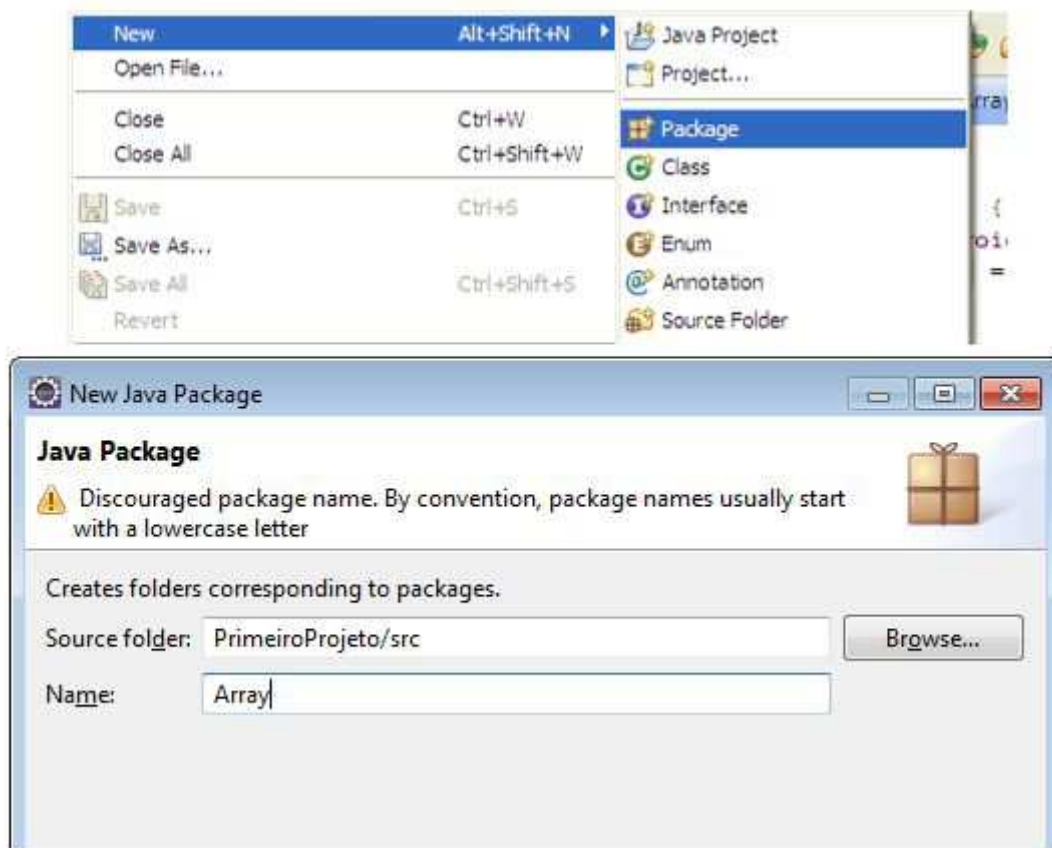 New Alt+Shift+N Java Project
Open File... Project...
Close Ctrl+W Package
Close All Ctrl+Shift+W Class
Save Ctrl+S Interface
Save As... Enum
Save All Ctrl+Shift+S Annotation
Revert Source Folder
New Java Package
Java Package
Discouraged package name. By convention, package names usually start
with a lowercase letter
Creates folders corresponding to packages.
Source folder: PrimeiroProjeto/src Browse...
Name: Array